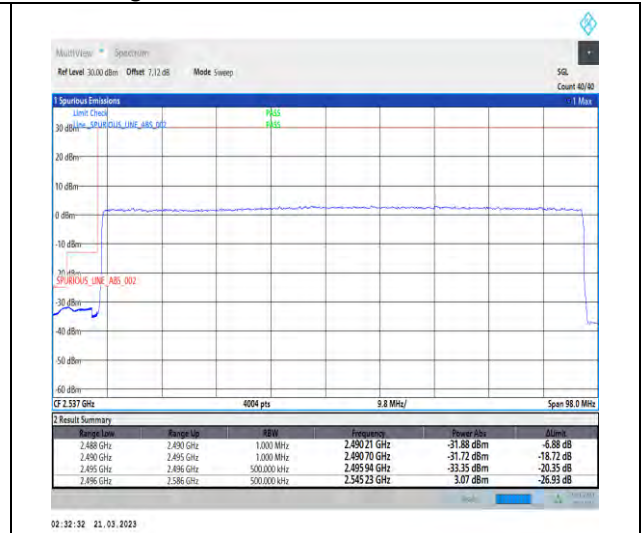 MultiView Spectrum
Ref Level 30.00 dBm Offset 7.12 dB Mode Sweep SGL
Count 40/40
1 Spurious Emissions 1 Max
Limit Check PASS
Line _SPURIOUS_LINE_ABS_002 PASS
30 dBm
20 dBm
10 dBm
0 dBm
-10 dBm
-20 dBm
_SPURIOUS_LINE_ABS_002
-30 dBm
-40 dBm
-50 dBm
-60 dBm
CF 2.537 GHz 4004 pts 9.8 MHz/ Span 98.0 MHz
2 Result Summary
Range Low Range Up RBW Frequency Power Abs ΔLimit
2.488 GHz 2.490 GHz 1.000 MHz 2.490 21 GHz -31.88 dBm -6.88 dB
2.490 GHz 2.495 GHz 1.000 MHz 2.490 70 GHz -31.72 dBm -18.72 dB
2.495 GHz 2.496 GHz 500.000 kHz 2.495 94 GHz -33.35 dBm -20.35 dB
2.496 GHz 2.586 GHz 500.000 kHz 2.545 23 GHz 3.07 dBm -26.93 dB
02:32:32 21.03.2023